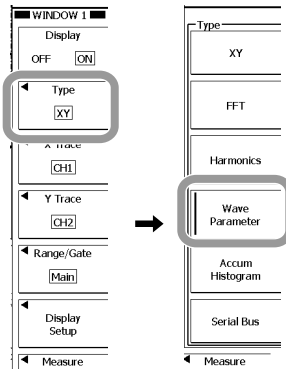 WINDOW 1
Display
OFF ON
Type
XY
X Trace
CH1
Y Trace
CH2
Range/Gate
Main
Display
Setup
Measure
Type
XY
FFT
Harmonics
Wave
Parameter
Accum
Histogram
Serial Bus
Measure